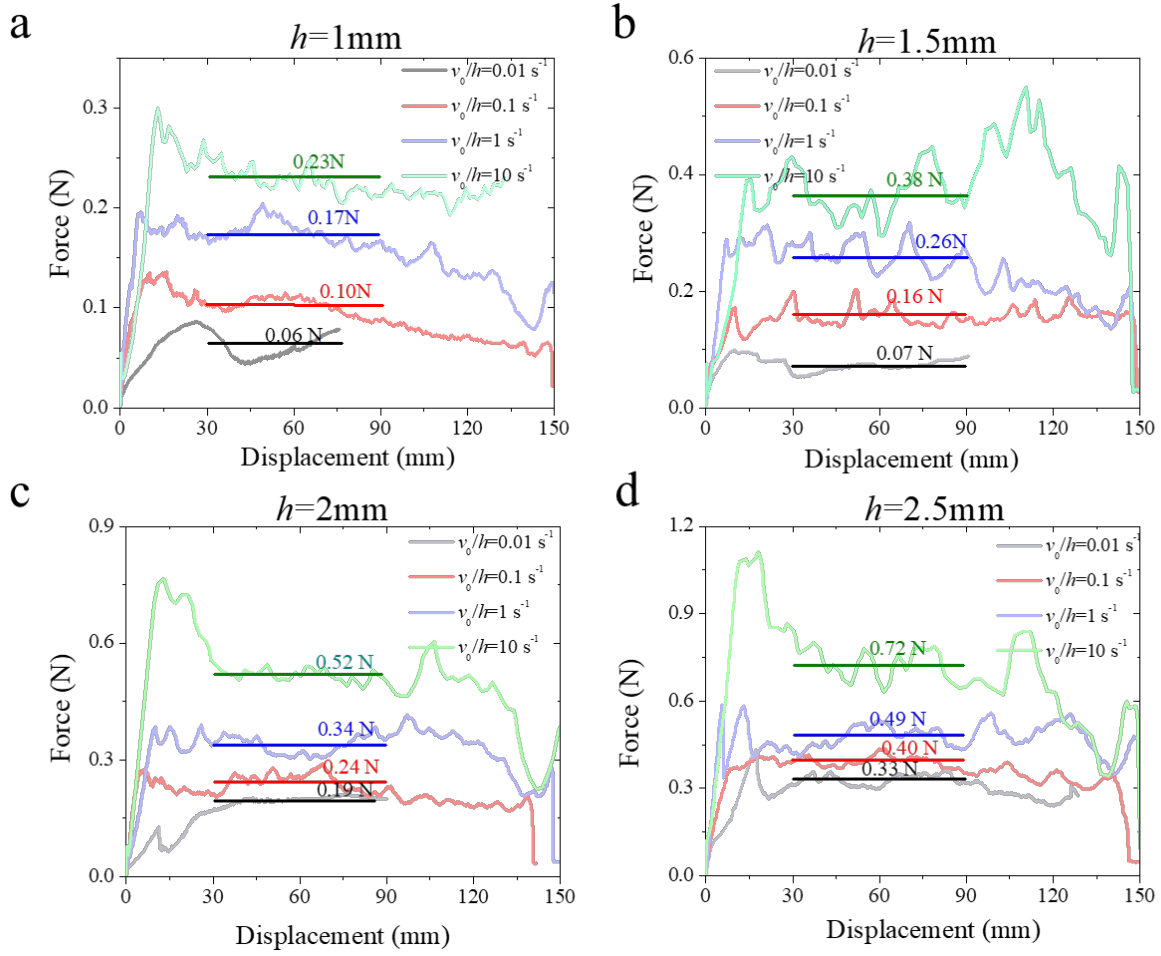 a
h=1mm
v₀/h=0.01 s⁻¹
v₀/h=0.1 s⁻¹
v₀/h=1 s⁻¹
v₀/h=10 s⁻¹
0.23N
0.17N
0.10N
0.06 N
0.3
0.2
0.1
0.0
Force (N)
0 30 60 90 120 150
Displacement (mm)
b
h=1.5mm
v₀/h=0.01 s⁻¹
v₀/h=0.1 s⁻¹
v₀/h=1 s⁻¹
v₀/h=10 s⁻¹
0.38 N
0.26N
0.16 N
0.07 N
0.6
0.4
0.2
0.0
Force (N)
0 30 60 90 120 150
Displacement (mm)
c
h=2mm
v₀/h=0.01 s⁻¹
v₀/h=0.1 s⁻¹
v₀/h=1 s⁻¹
v₀/h=10 s⁻¹
0.52 N
0.34 N
0.24 N
0.19 N
0.9
0.6
0.3
0.0
Force (N)
0 30 60 90 120 150
Displacement (mm)
d
h=2.5mm
v₀/h=0.01 s⁻¹
v₀/h=0.1 s⁻¹
v₀/h=1 s⁻¹
v₀/h=10 s⁻¹
0.72 N
0.49 N
0.40 N
0.33 N
1.2
0.9
0.6
0.3
0.0
Force (N)
0 30 60 90 120 150
Displacement (mm)